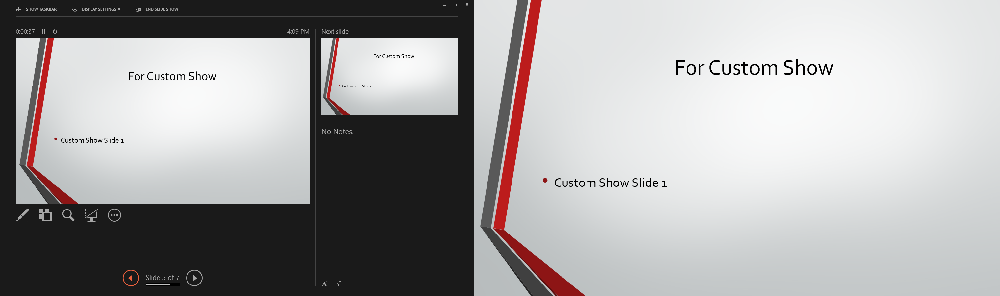 SHOW TASKBAR
DISPLAY SETTINGS ▼
END SLIDE SHOW
0:00:37
4:09 PM
For Custom Show
• Custom Show Slide 1
Slide 5 of 7
Next slide
For Custom Show
• Custom Show Slide 2
No Notes.
A
A
For Custom Show
• Custom Show Slide 1